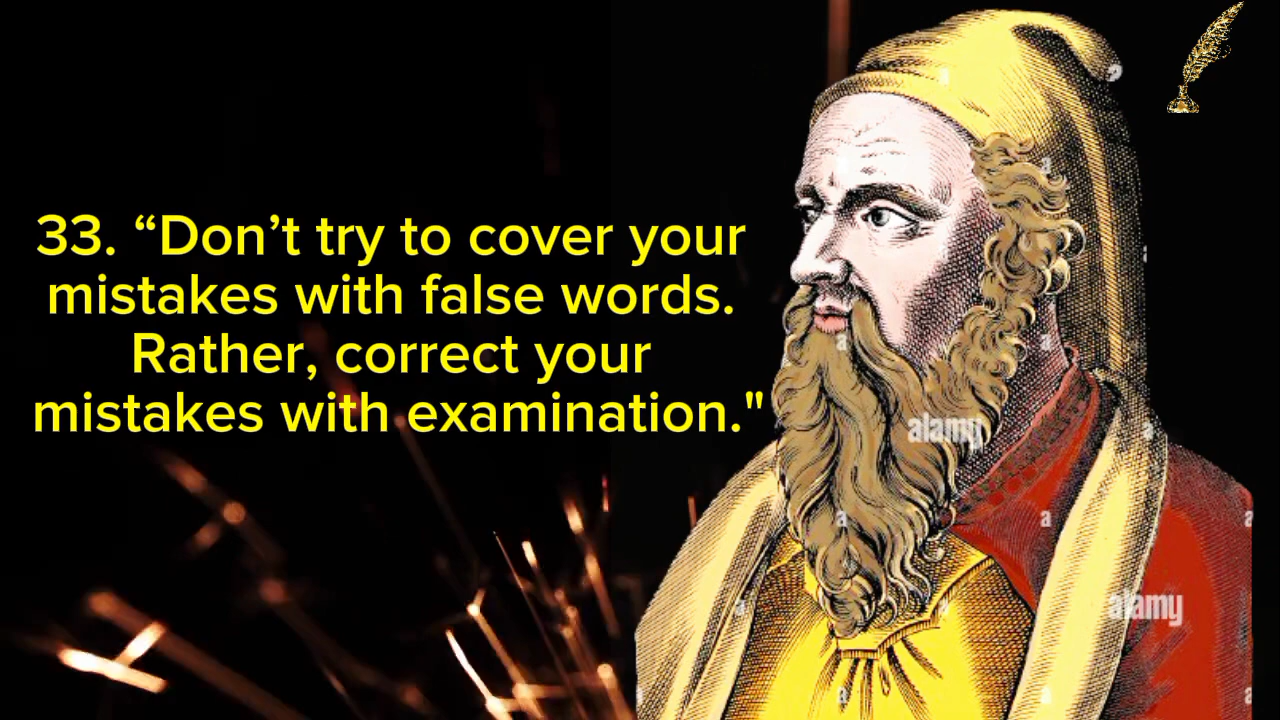 33. “Don’t try to cover your
mistakes with false words.
Rather, correct your
mistakes with examination."
alamy
alamy